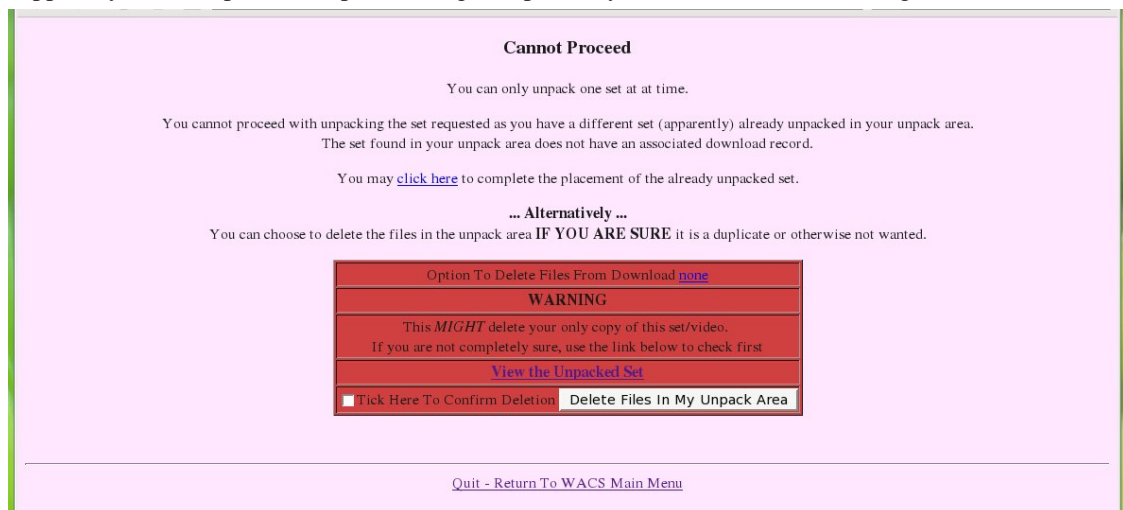 Cannot Proceed
You can only unpack one set at at time.
You cannot proceed with unpacking the set requested as you have a different set (apparently) already unpacked in your unpack area.
The set found in your unpack area does not have an associated download record.
You may click here to complete the placement of the already unpacked set.
... Alternatively ...
You can choose to delete the files in the unpack area IF YOU ARE SURE it is a duplicate or otherwise not wanted.
Option To Delete Files From Download none
WARNING
This MIGHT delete your only copy of this set/video.
If you are not completely sure, use the link below to check first
View the Unpacked Set
Tick Here To Confirm Deletion Delete Files In My Unpack Area
Quit - Return To WACS Main Menu